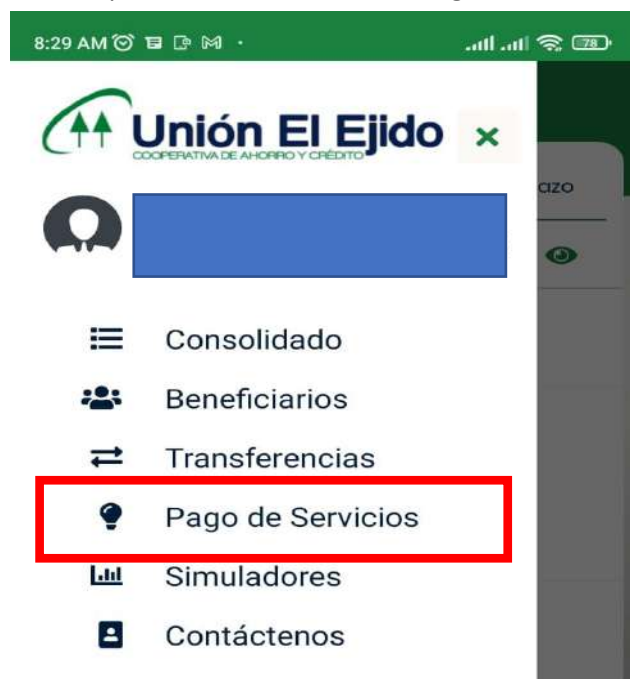 8:29 AM
78
Unión El Ejido
COOPERATIVA DE AHORRO Y CRÉDITO
azo
Consolidado
Beneficiarios
Transferencias
Pago de Servicios
Simuladores
Contáctenos